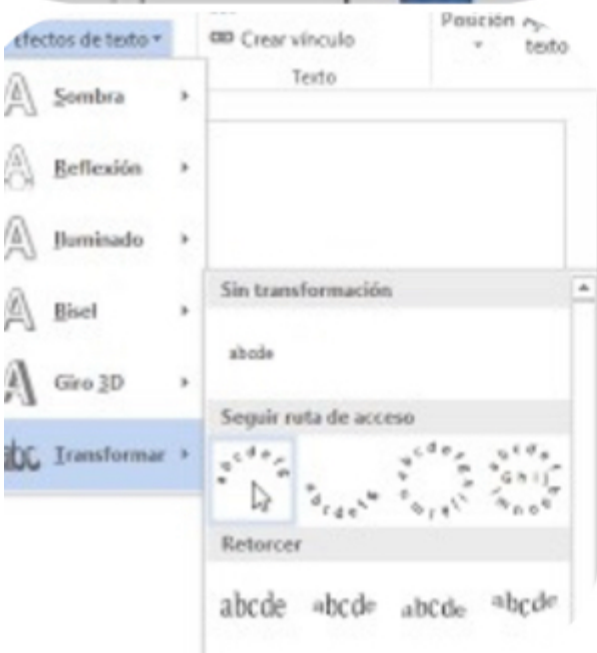 Efectos de texto
Crear vínculo
Posición
texto
Texto
Sombra
Reflexión
Iluminado
Bisel
Giro 3D
abc Transformar
Sin transformación
abcde
Seguir ruta de acceso
Retorcer
abcde abcde abcde abcde